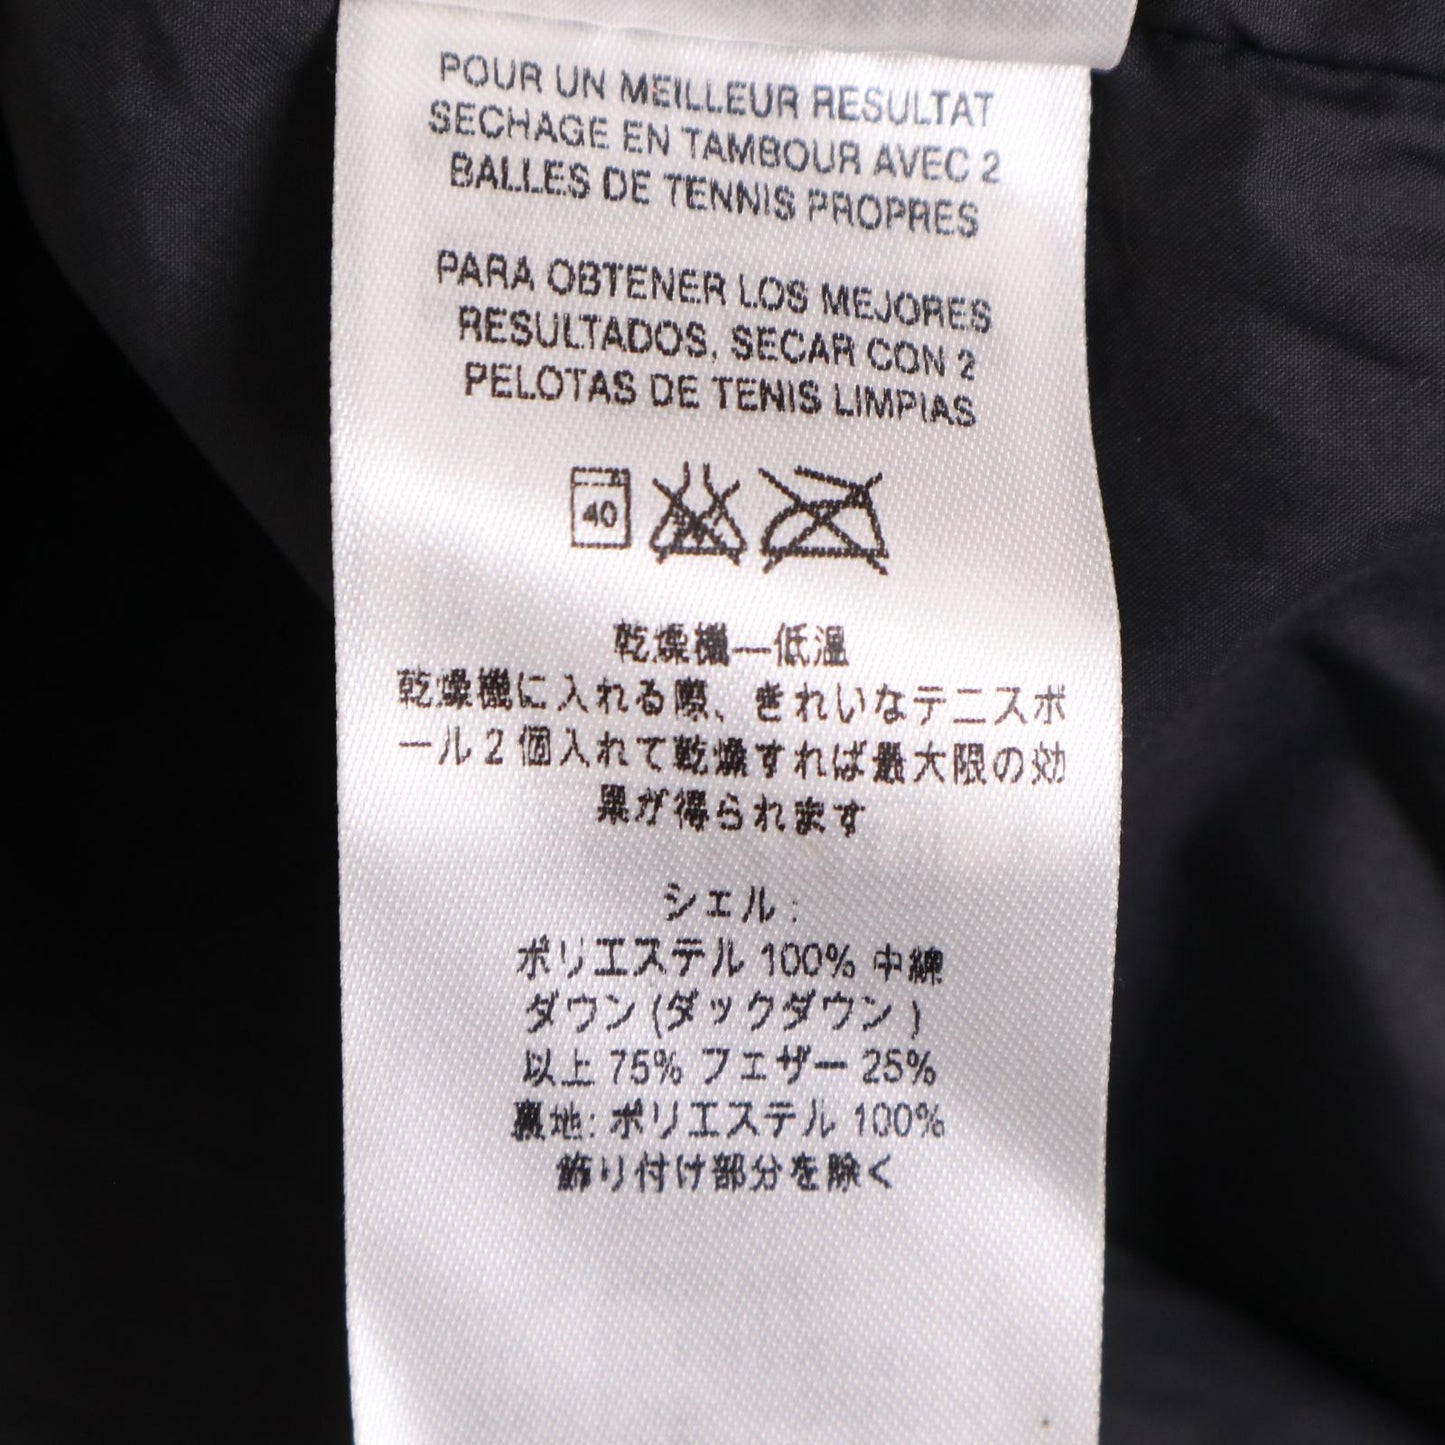 POUR UN MEILLEUR RESULTAT
SECHAGE EN TAMBOUR AVEC 2
BALLES DE TENNIS PROPRES
PARA OBTENER LOS MEJORES
RESULTADOS, SECAR CON 2
PELOTAS DE TENIS LIMPIAS
40
乾燥機—低温
乾燥機に入れる際、きれいなテニスボ
ール2個入れて乾燥すれば最大限の効
果が得られます
シェル:
ポリエステル 100% 中綿
ダウン(ダックダウン)
以上 75% フェザー 25%
裏地: ポリエステル 100%
飾り付け部分を除く